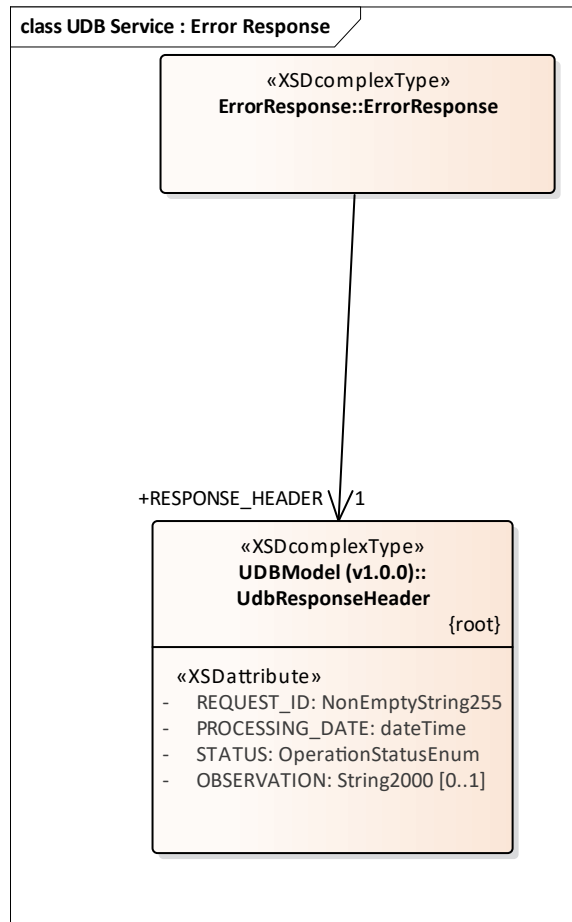 class UDB Service : Error Response
«XSDcomplexType»
ErrorResponse::ErrorResponse
+RESPONSE_HEADER 1
«XSDcomplexType»
UDBModel (v1.0.0)::
UdbResponseHeader
{root}
«XSDattribute»
- REQUEST_ID: NonEmptyString255
- PROCESSING_DATE: dateTime
- STATUS: OperationStatusEnum
- OBSERVATION: String2000 [0..1]